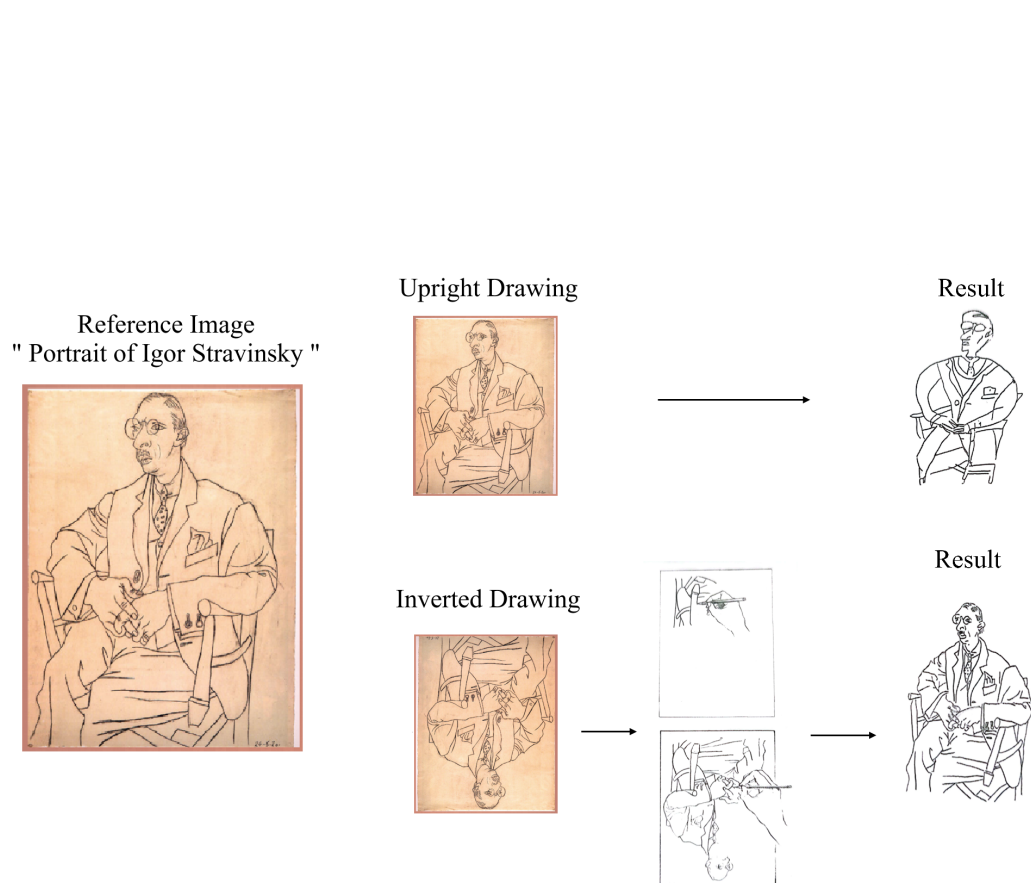 Reference Image
" Portrait of Igor Stravinsky "
Upright Drawing
Result
Inverted Drawing
Result